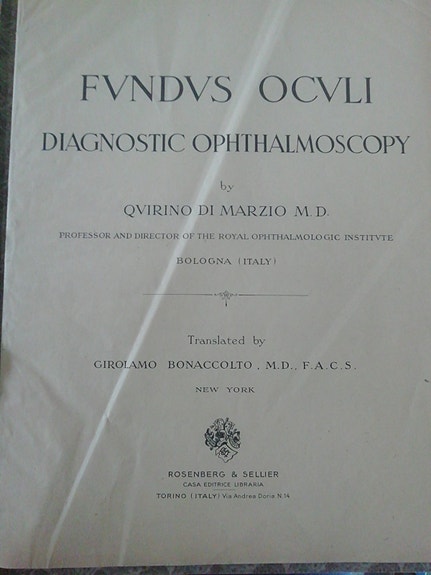 FVNDVS OCVLI
DIAGNOSTIC OPHTHALMOSCOPY
by
QVIRINO DI MARZIO M.D.
PROFESSOR AND DIRECTOR OF THE ROYAL OPHTHALMOLOGIC INSTITVTE
BOLOGNA (ITALY)
Translated by
GIROLAMO BONACCOLTO, M.D., F.A.C.S.
NEW YORK
ROSENBERG & SELLIER
CASA EDITRICE LIBRARIA
TORINO (ITALY) Via Andrea Doria N.14